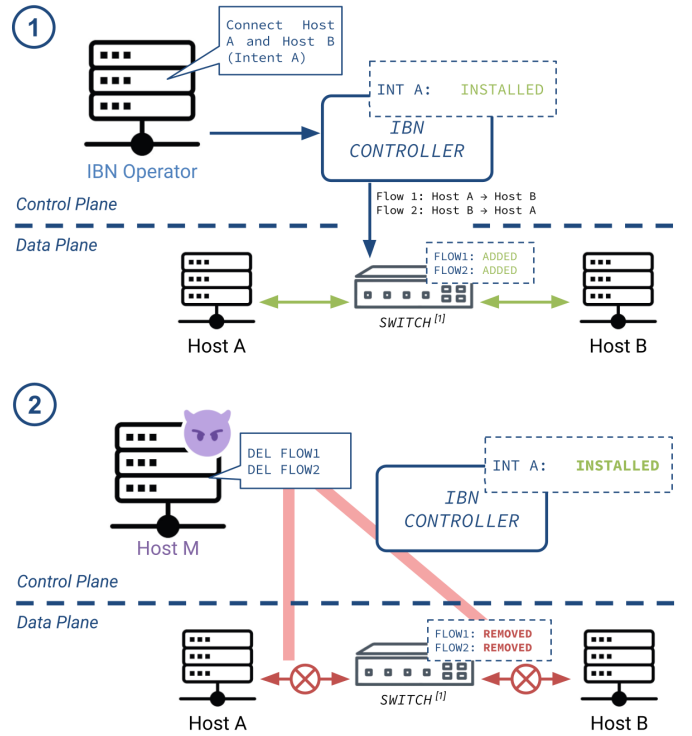 1
Connect Host
A and Host B
(Intent A)
INT A: INSTALLED
IBN
CONTROLLER
IBN Operator
Flow 1: Host A → Host B
Flow 2: Host B → Host A
Control Plane
Data Plane
FLOW1: ADDED
FLOW2: ADDED
SWITCH[1]
Host A
Host B
2
DEL FLOW1
DEL FLOW2
INT A: INSTALLED
IBN
CONTROLLER
Host M
Control Plane
Data Plane
FLOW1: REMOVED
FLOW2: REMOVED
SWITCH[1]
Host A
Host B